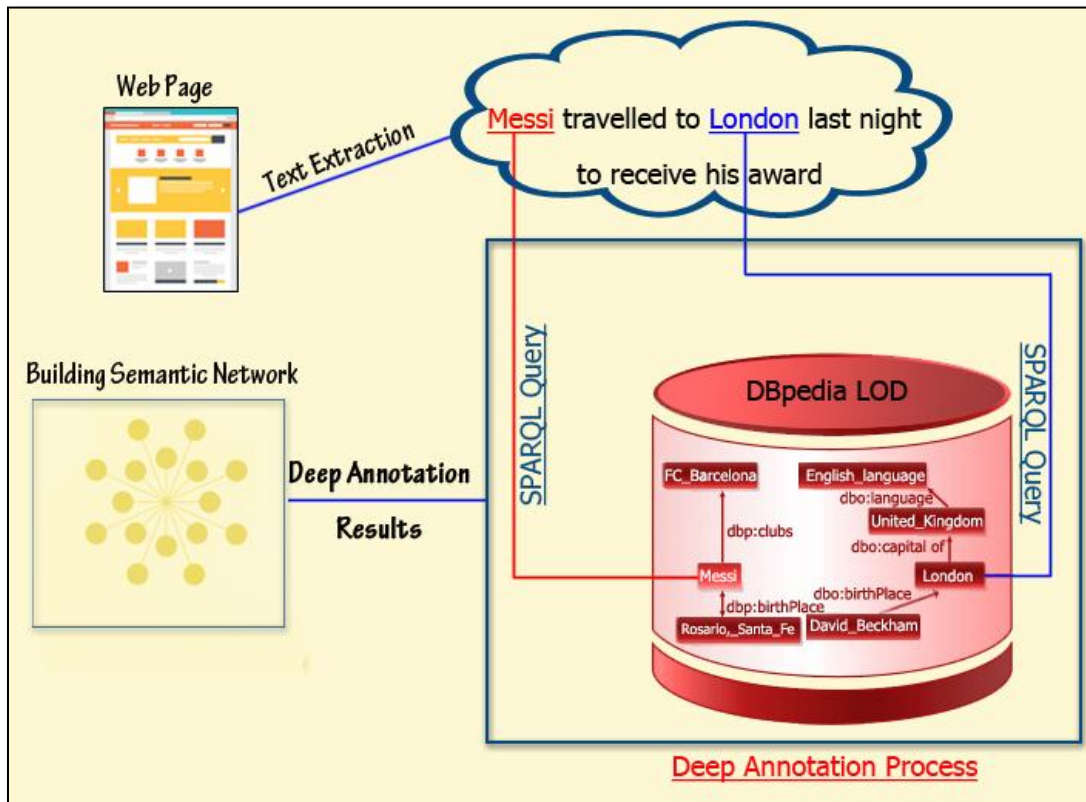 Web Page
Text Extraction
Messi travelled to London last night
to receive his award
Building Semantic Network
Deep Annotation
Results
SPARQL Query
SPARQL Query
DBpedia LOD
FC_Barcelona
English_language
dbo:language
United_Kingdom
dbp:clubs
dbo:capital of
Messi
London
dbo:birthPlace
dbp:birthPlace
Rosario,_Santa_Fe
David_Beckham
Deep Annotation Process